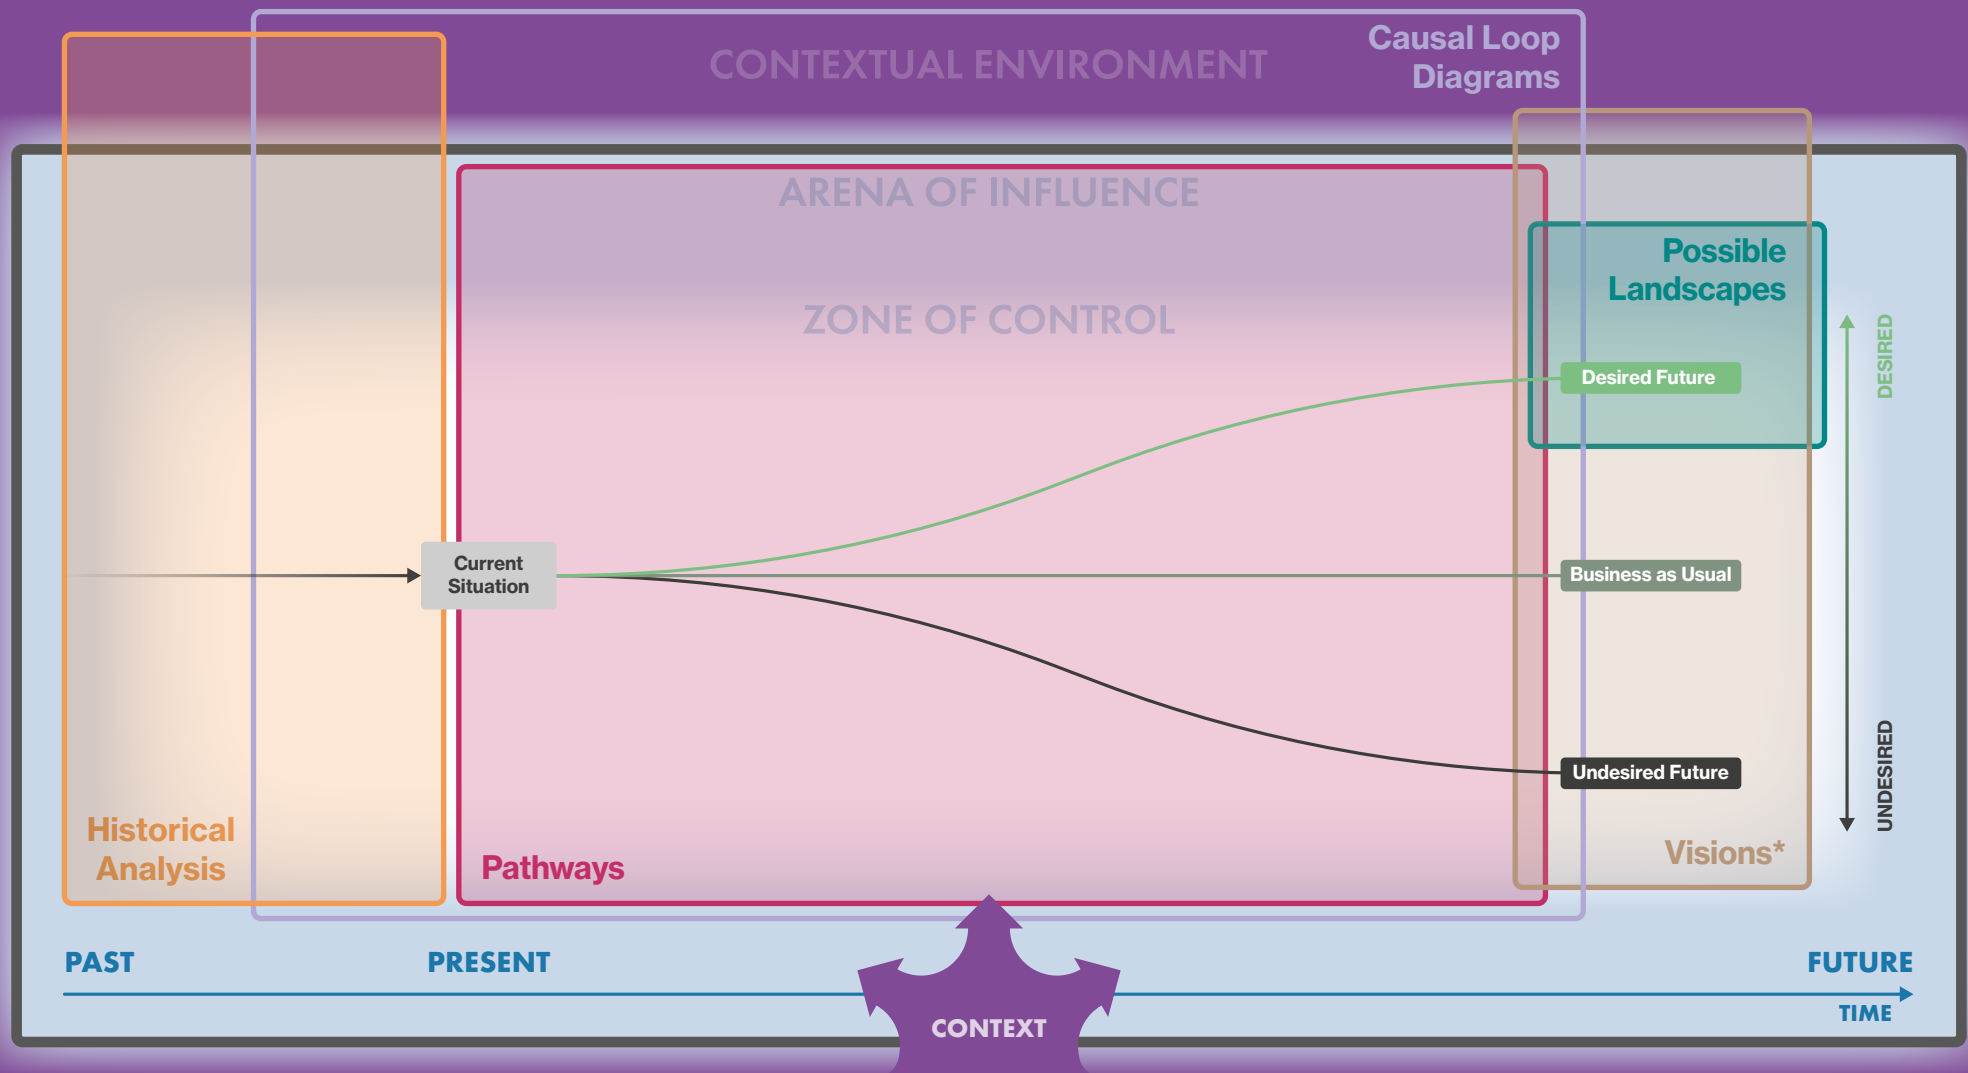 CONTEXTUAL ENVIRONMENT
Causal Loop
Diagrams
ARENA OF INFLUENCE
ZONE OF CONTROL
Possible
Landscapes
Desired Future
DESIRED
Current
Situation
Business as Usual
Undesired Future
UNDESIRED
Historical
Analysis
Pathways
Visions*
PAST
PRESENT
FUTURE
TIME
CONTEXT